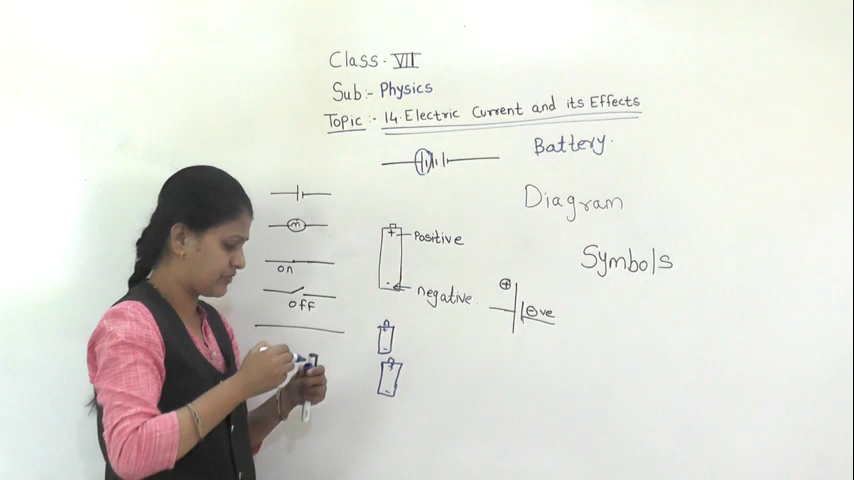 Class - VII
Sub:- Physics
Topic :- 14. Electric Current and its Effects
Battery.
Diagram
m
+ Positive
Symbols
on
- negative.
+
off
- ve
+
-
+
-